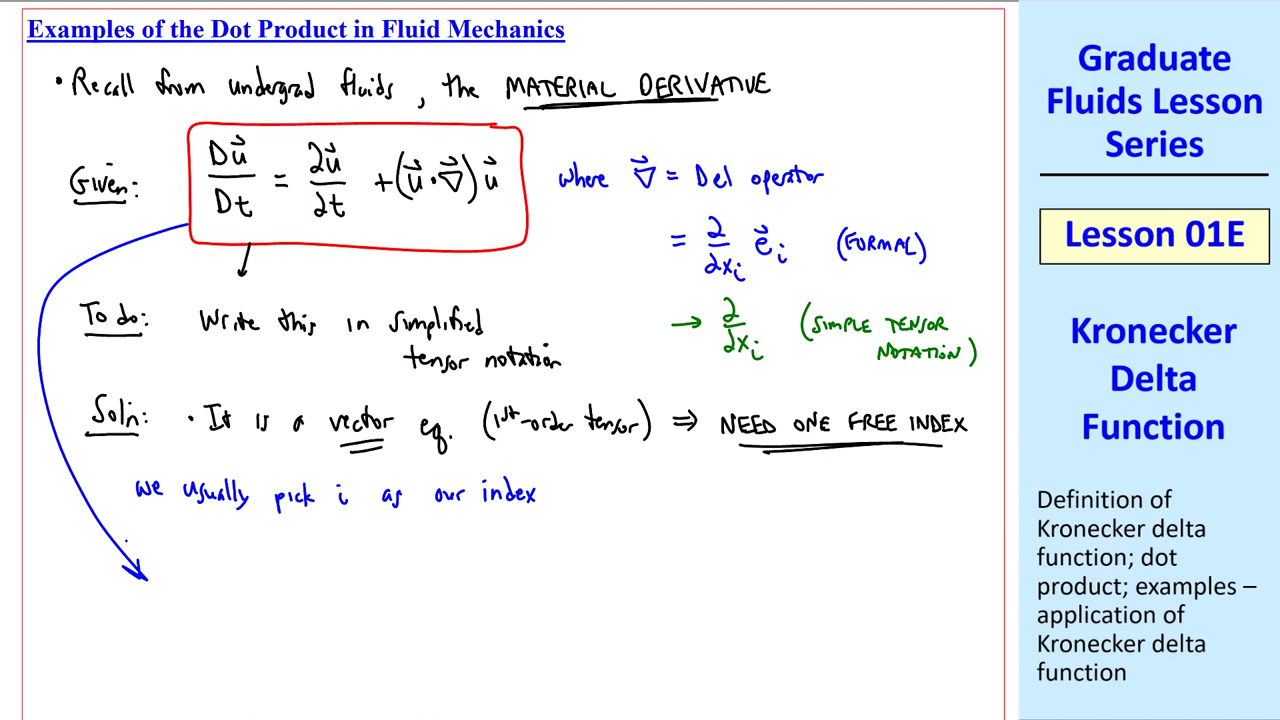 Examples of the Dot Product in Fluid Mechanics
• Recall from undergrad fluids, the MATERIAL DERIVATIVE
Given: Du⃗/Dt = ∂u⃗/∂t + (u⃗·∇⃗)u⃗ where ∇⃗ = Del operator
= ∂/∂xᵢ e⃗ᵢ (FORMAL)
To do: Write this in simplified
tensor notation
→ ∂/∂xᵢ (SIMPLE TENSOR
NOTATION)
Soln: • It is a vector eq. (1st-order tensor) ⇒ NEED ONE FREE INDEX
we usually pick i as our index
Graduate
Fluids Lesson
Series
Lesson 01E
Kronecker
Delta
Function
Definition of
Kronecker delta
function; dot
product; examples –
application of
Kronecker delta
function